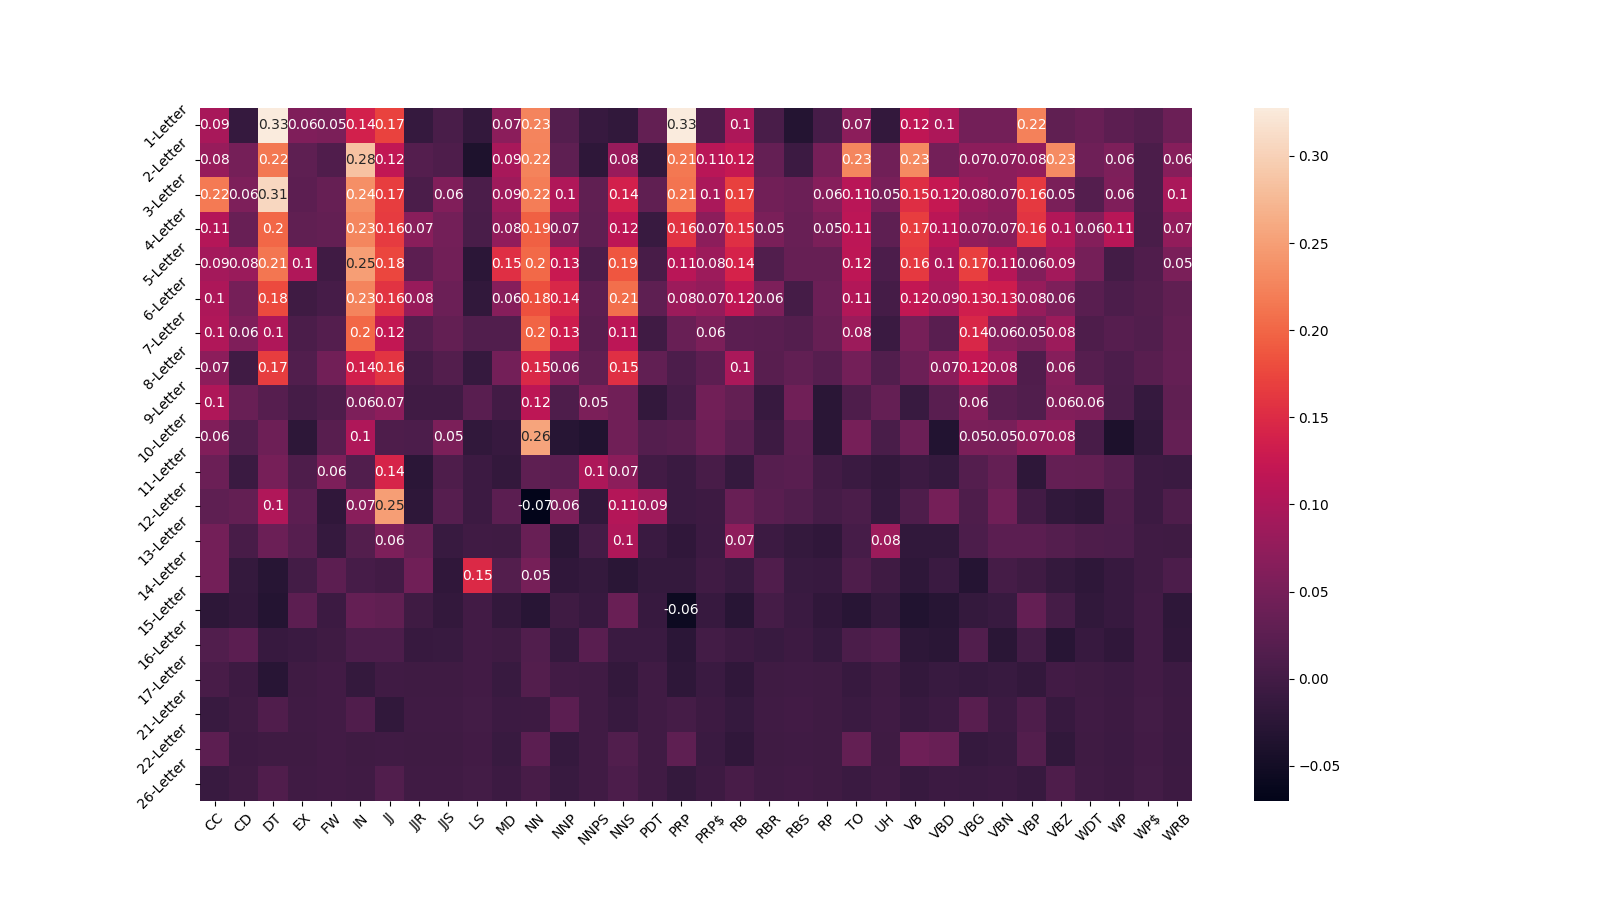 1-Letter 0.09 0.33 0.06 0.05 0.14 0.17 0.07 0.23 0.33 0.1 0.07 0.12 0.1 0.22
2-Letter 0.08 0.22 0.28 0.12 0.09 0.22 0.08 0.21 0.11 0.12 0.23 0.23 0.07 0.07 0.08 0.23 0.06 0.06
3-Letter 0.22 0.06 0.31 0.24 0.17 0.06 0.09 0.22 0.1 0.14 0.21 0.1 0.17 0.06 0.11 0.05 0.15 0.12 0.08 0.07 0.16 0.05 0.06 0.1
4-Letter 0.11 0.2 0.23 0.16 0.07 0.08 0.19 0.07 0.12 0.16 0.07 0.15 0.05 0.05 0.11 0.17 0.11 0.07 0.07 0.16 0.1 0.06 0.11 0.07
5-Letter 0.09 0.08 0.21 0.1 0.25 0.18 0.15 0.2 0.13 0.19 0.11 0.08 0.14 0.12 0.16 0.1 0.17 0.11 0.06 0.09 0.05
6-Letter 0.1 0.18 0.23 0.16 0.08 0.06 0.18 0.14 0.21 0.08 0.07 0.12 0.06 0.11 0.12 0.09 0.13 0.13 0.08 0.06
7-Letter 0.1 0.06 0.1 0.2 0.12 0.2 0.13 0.11 0.06 0.08 0.14 0.06 0.05 0.08
8-Letter 0.07 0.17 0.14 0.16 0.15 0.06 0.15 0.1 0.07 0.12 0.08 0.06
9-Letter 0.1 0.06 0.07 0.12 0.05 0.06 0.06 0.06
10-Letter 0.06 0.1 0.05 0.26 0.05 0.05 0.07 0.08
11-Letter 0.06 0.14 0.1 0.07
12-Letter 0.1 0.07 0.25 -0.07 0.06 0.11 0.09
13-Letter 0.06 0.1 0.07 0.08
14-Letter 0.15 0.05
15-Letter -0.06
16-Letter
17-Letter
21-Letter
22-Letter
26-Letter
CC CD DT EX FW IN JJ JJR JJS LS MD NN NNP NNPS NNS PDT PRP PRP$ RB RBR RBS RP TO UH VB VBD VBG VBN VBP VBZ WDT WP WP$ WRB
0.30
0.25
0.20
0.15
0.10
0.05
0.00
−0.05